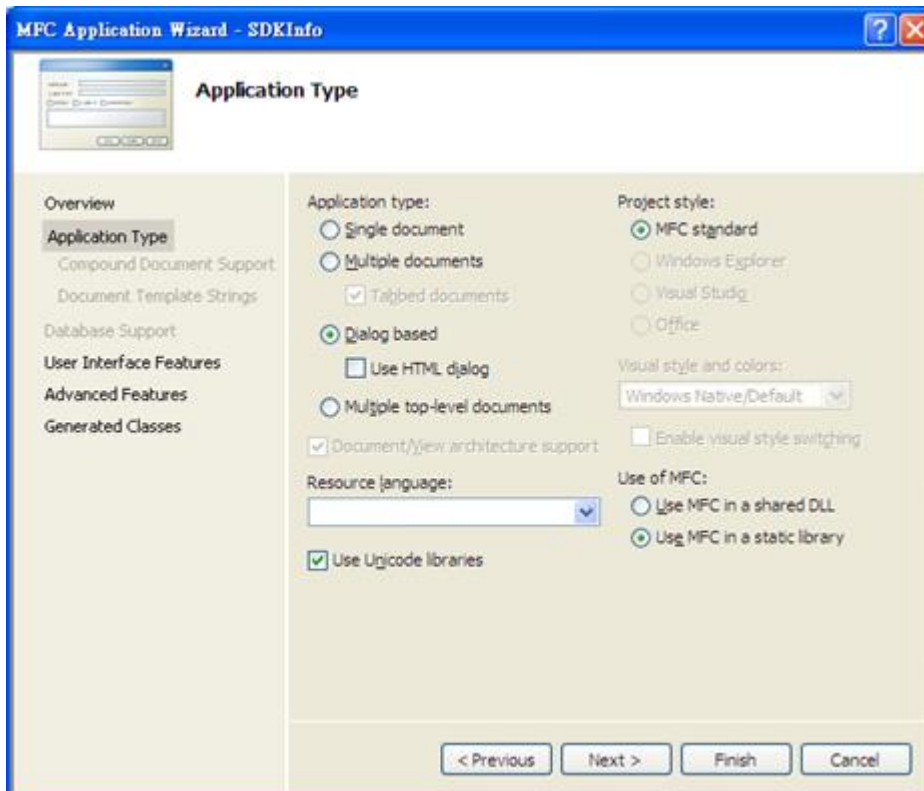 MFC Application Wizard - SDKInfo
Application Type
Overview
Application Type
Compound Document Support
Document Template Strings
Database Support
User Interface Features
Advanced Features
Generated Classes
Application type:
Single document
Multiple documents
Tabbed documents
Dialog based
Use HTML dialog
Multiple top-level documents
Document/View architecture support
Resource language:
Use Unicode libraries
Project style:
MFC standard
Windows Explorer
Visual Studio
Office
Visual style and colors:
Windows Native/Default
Enable visual style switching
Use of MFC:
Use MFC in a shared DLL
Use MFC in a static library
< Previous
Next >
Finish
Cancel